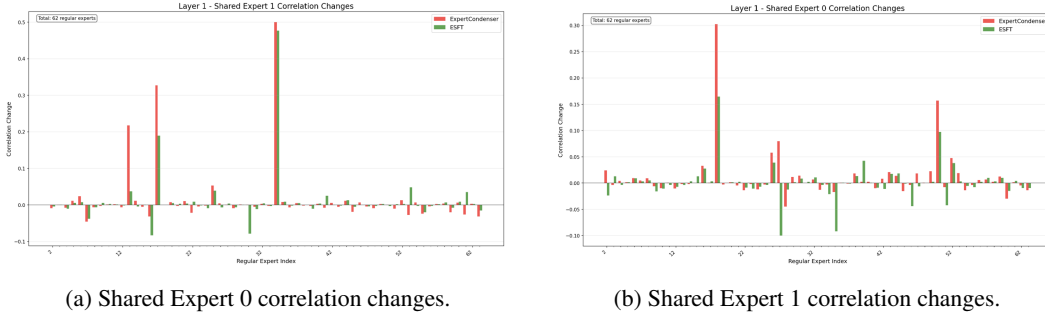 Layer 1 - Shared Expert 1 Correlation Changes
Total: 62 regular experts
ExpertCondenser
ESFT
0.5
0.4
0.3
0.2
0.1
0.0
−0.1
Correlation Change
2
12
22
32
42
52
62
Regular Expert Index
(a) Shared Expert 0 correlation changes.
Layer 1 - Shared Expert 0 Correlation Changes
Total: 62 regular experts
ExpertCondenser
ESFT
0.30
0.25
0.20
0.15
0.10
0.05
0.00
−0.05
−0.10
Correlation Change
2
12
22
32
42
52
62
Regular Expert Index
(b) Shared Expert 1 correlation changes.